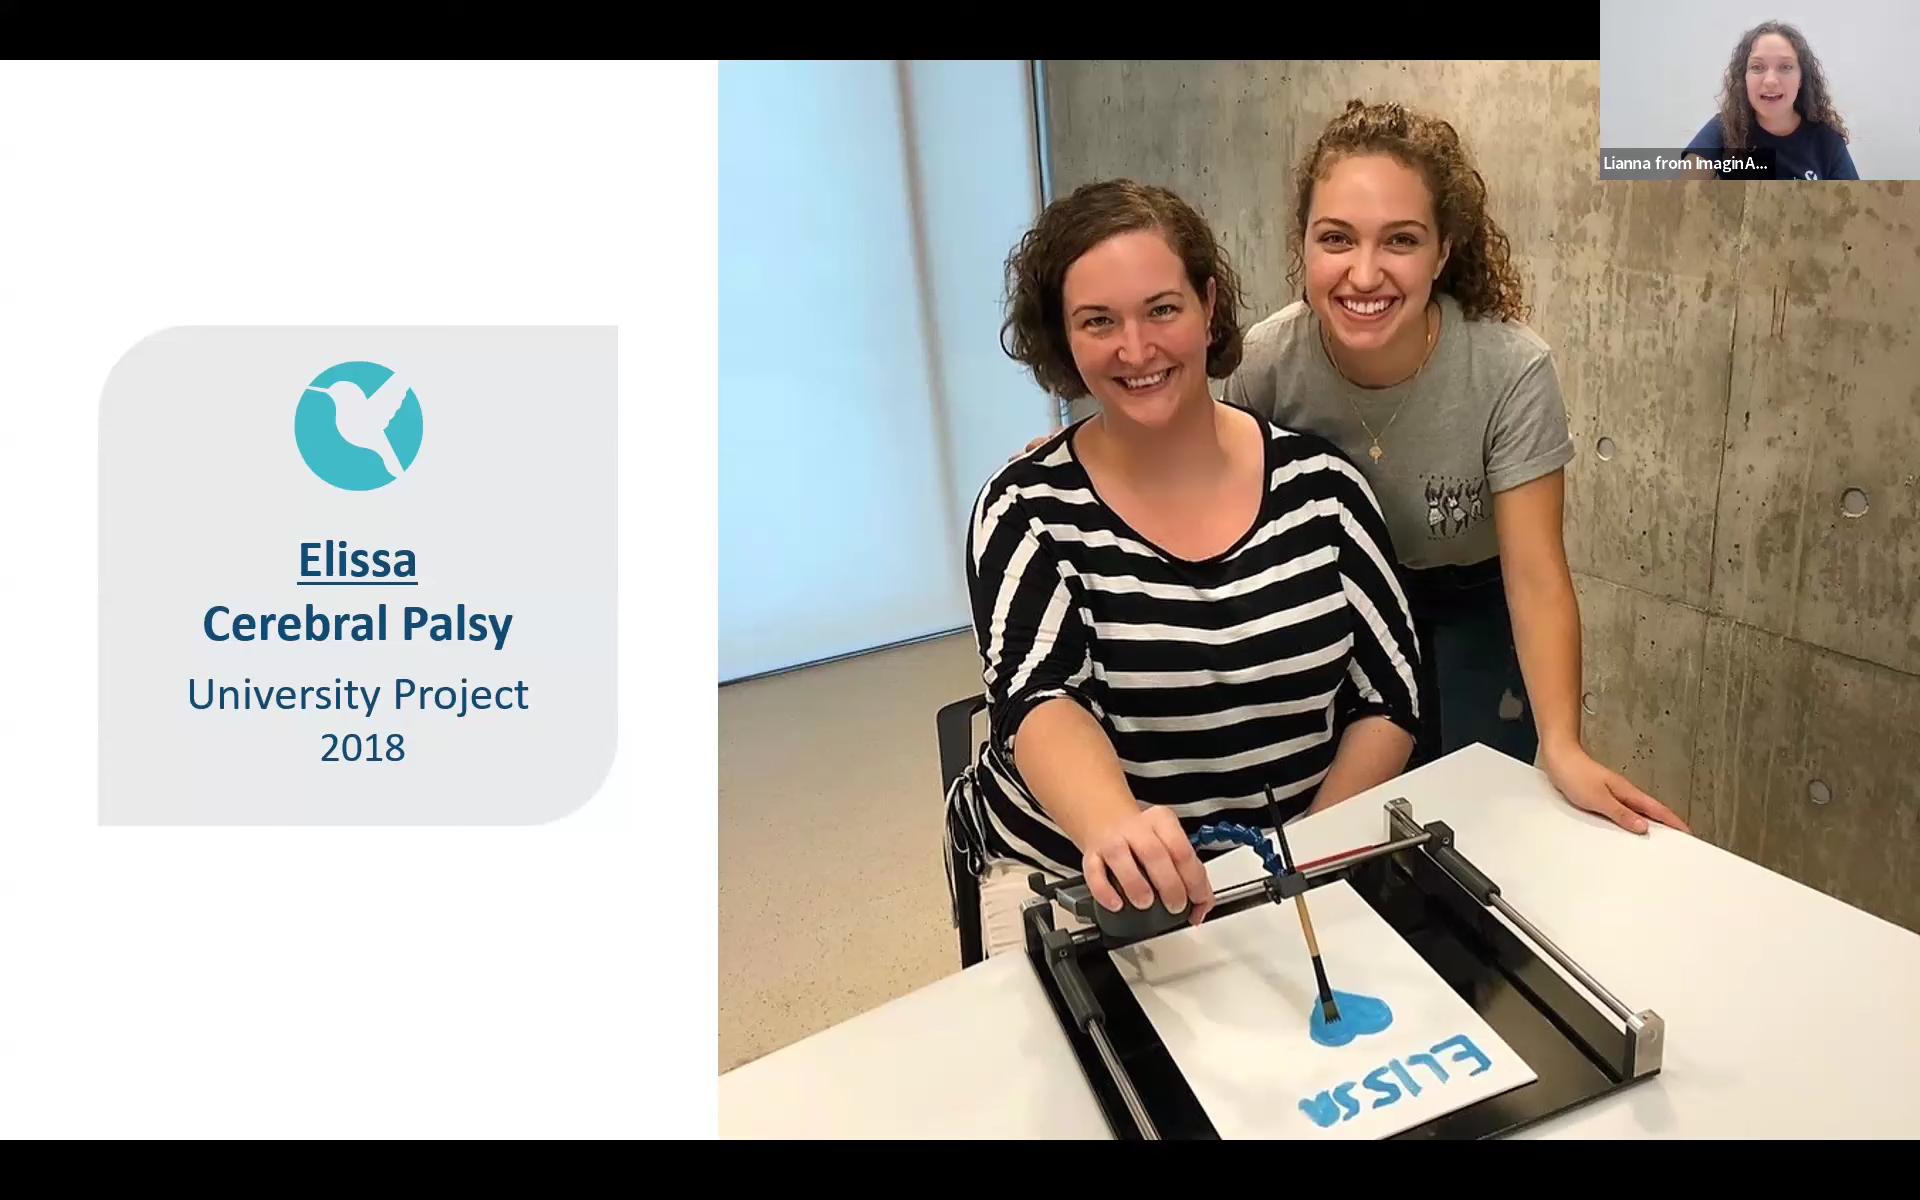 Lianna from ImaginA...
Elissa
Cerebral Palsy
University Project
2018
ELISSA